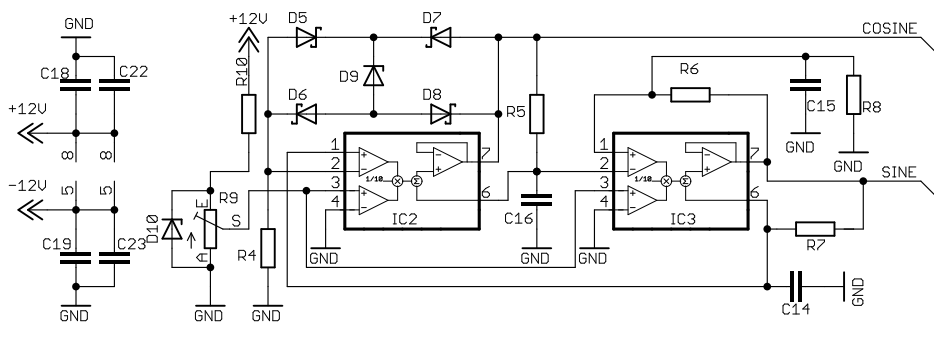 GND
+12V
D5
D7
COSINE
C18
C22
R10
D9
R6
+12V
D6
D8
R5
C15
R8
8
8
1
2
3
4
1/10
7
6
1
2
3
4
1/10
7
6
GND
GND
-12V
5
5
E
R9
S
A
D10
SINE
IC2
C16
IC3
C19
C23
R4
GND
GND
GND
R7
GND
GND
GND
C14
GND